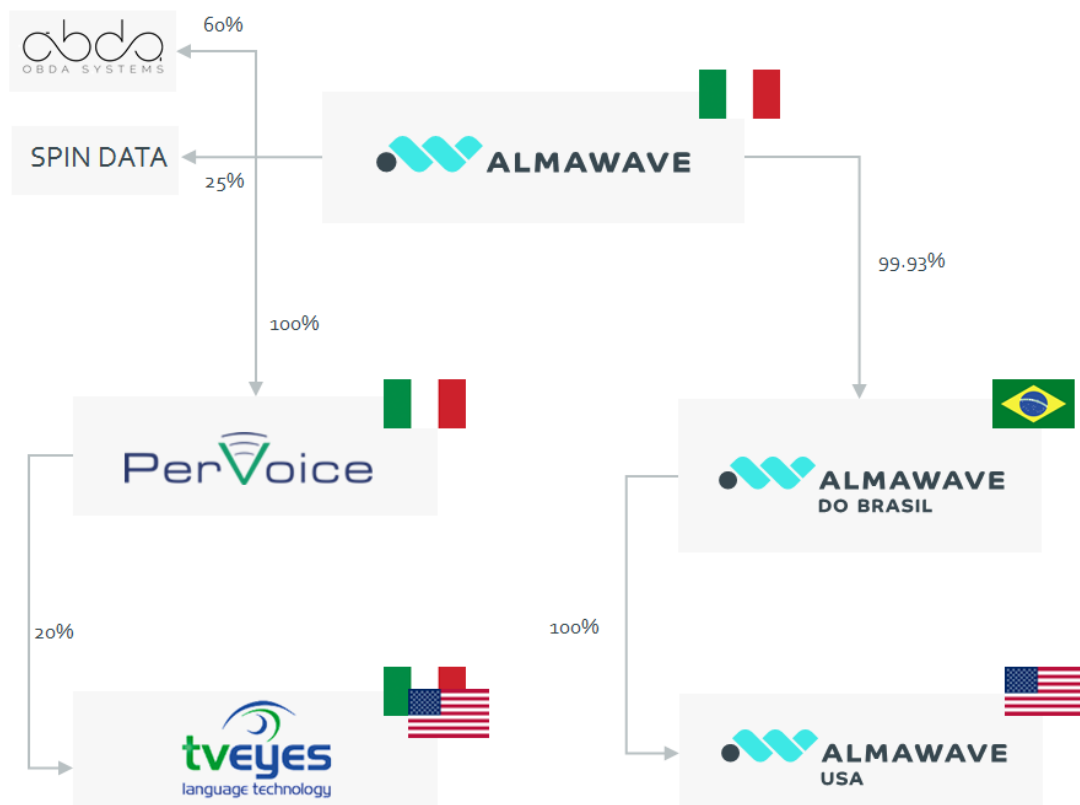 60%
obda
OBDA SYSTEMS
SPIN DATA
25%
ALMAWAVE
99.93%
100%
PerVoice
ALMAWAVE
DO BRASIL
20%
100%
tveyes
language technology
ALMAWAVE
USA